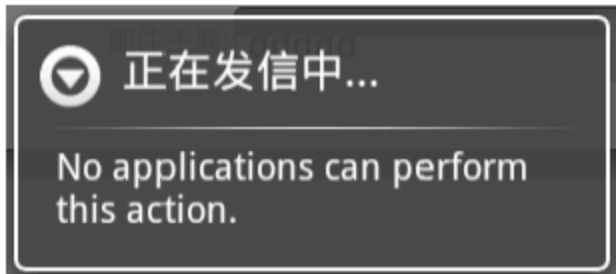 正在发信中...
No applications can perform
this action.